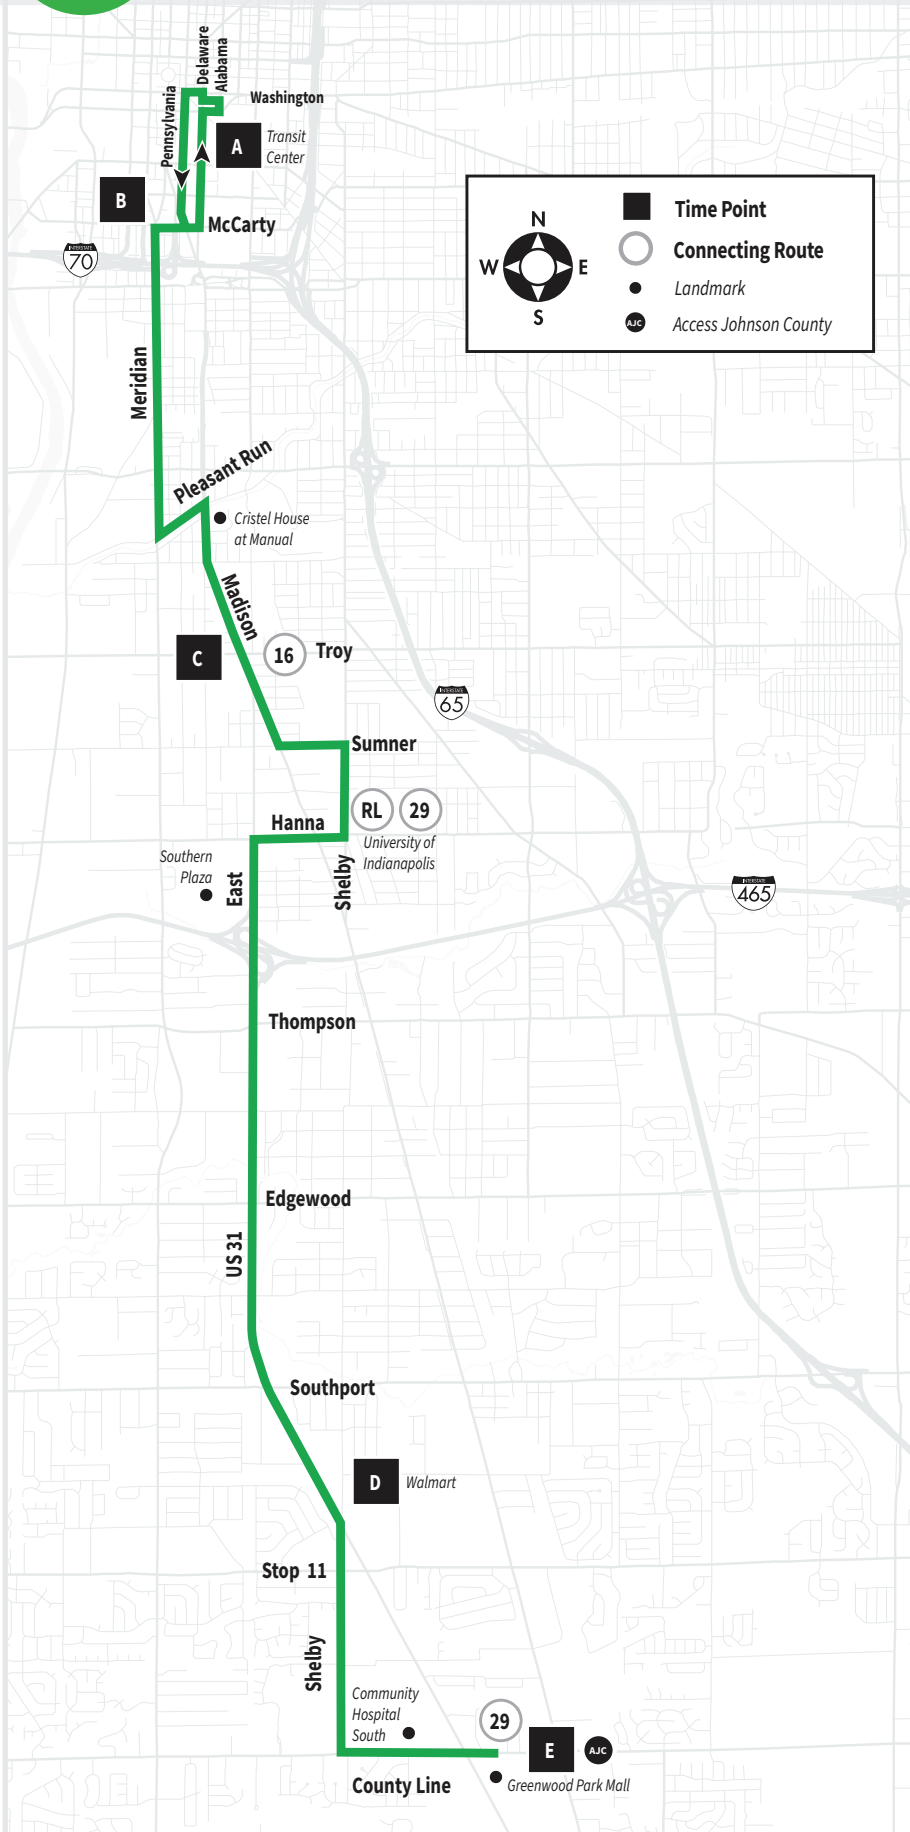 Delaware
Alabama
Pennsylvania
Washington
A
Transit
Center
B
McCarty
INTERSTATE
70
N
W
E
S
Time Point
Connecting Route
Landmark
AJC
Access Johnson County
Meridian
Pleasant Run
Cristel House
at Manual
Madison
C
16
Troy
INTERSTATE
65
Sumner
RL
29
Hanna
University of
Indianapolis
Southern
Plaza
East
Shelby
INTERSTATE
465
Thompson
Edgewood
US 31
Southport
D
Walmart
Stop 11
Shelby
Community
Hospital
South
29
E
AJC
County Line
Greenwood Park Mall